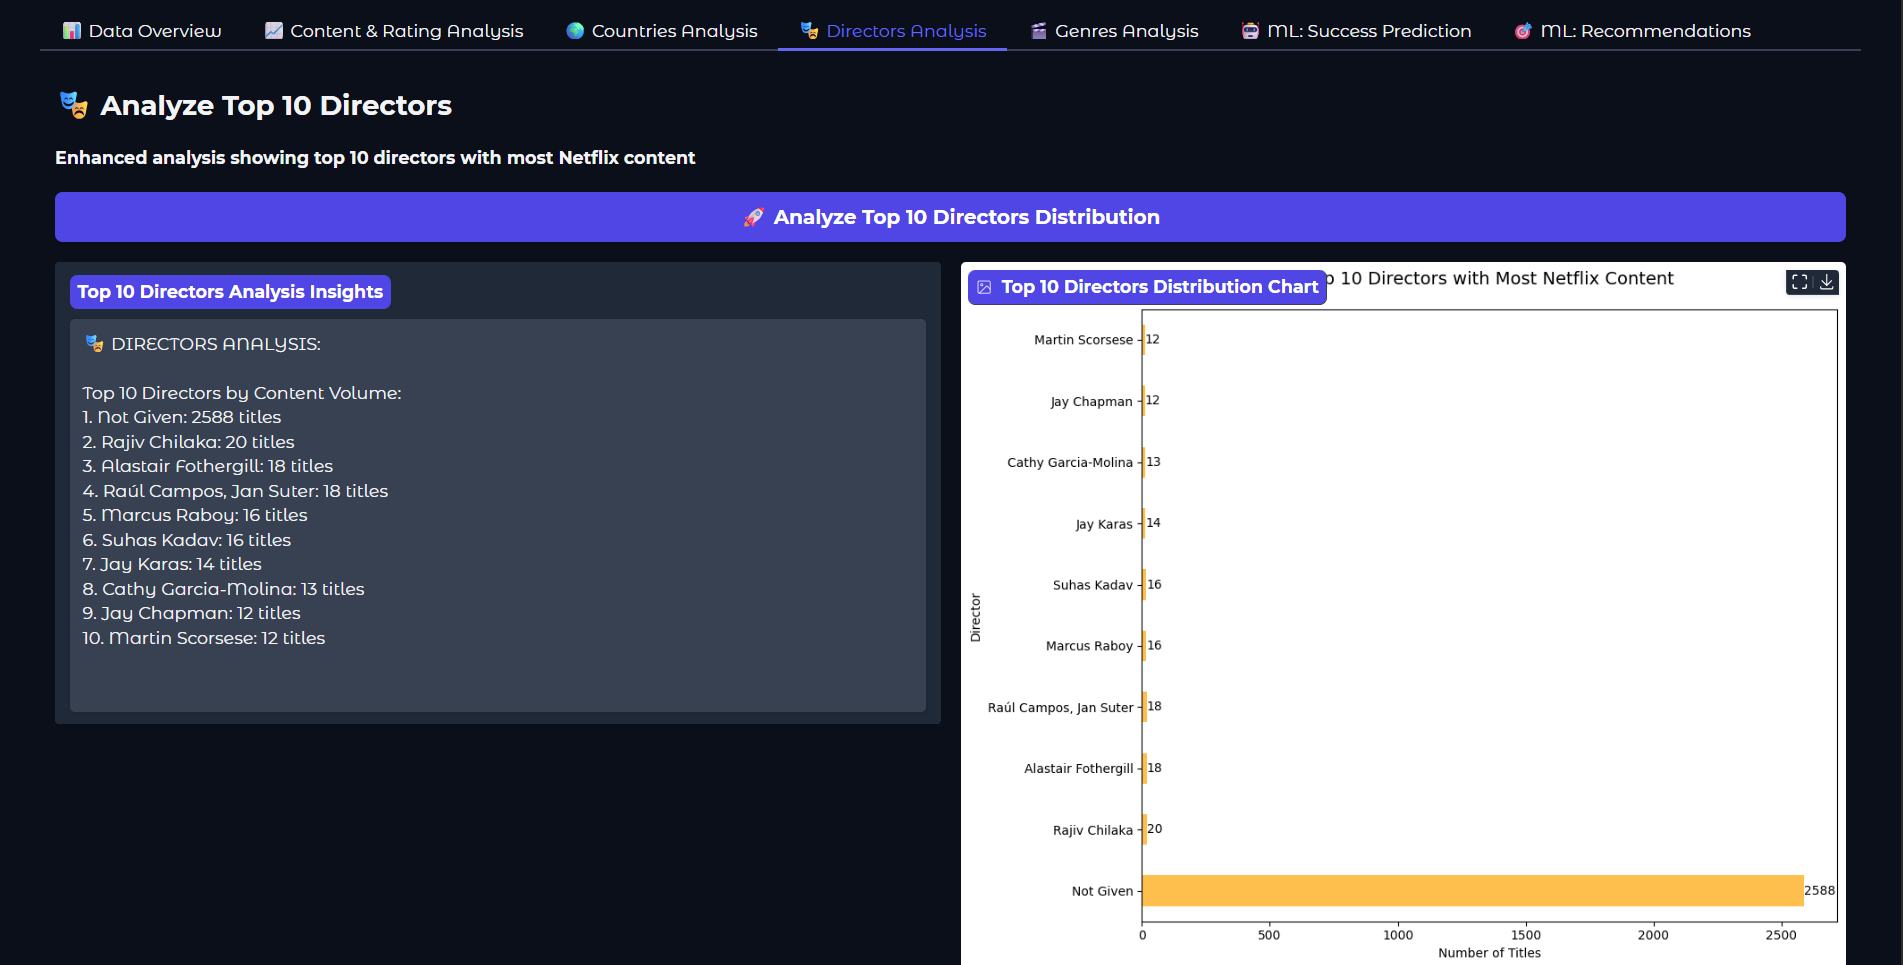 📊 Data Overview
📈 Content & Rating Analysis
🌍 Countries Analysis
🎭 Directors Analysis
🎬 Genres Analysis
🤖 ML: Success Prediction
🎯 ML: Recommendations
🎭 Analyze Top 10 Directors
Enhanced analysis showing top 10 directors with most Netflix content
🚀 Analyze Top 10 Directors Distribution
Top 10 Directors Analysis Insights
🎭 DIRECTORS ANALYSIS:
Top 10 Directors by Content Volume:
1. Not Given: 2588 titles
2. Rajiv Chilaka: 20 titles
3. Alastair Fothergill: 18 titles
4. Raúl Campos, Jan Suter: 18 titles
5. Marcus Raboy: 16 titles
6. Suhas Kadav: 16 titles
7. Jay Karas: 14 titles
8. Cathy Garcia-Molina: 13 titles
9. Jay Chapman: 12 titles
10. Martin Scorsese: 12 titles
Top 10 Directors Distribution Chart
p 10 Directors with Most Netflix Content
Martin Scorsese 12
Jay Chapman 12
Cathy Garcia-Molina 13
Jay Karas 14
Suhas Kadav 16
Marcus Raboy 16
Raúl Campos, Jan Suter 18
Alastair Fothergill 18
Rajiv Chilaka 20
Not Given 2588
Director
0 500 1000 1500 2000 2500
Number of Titles